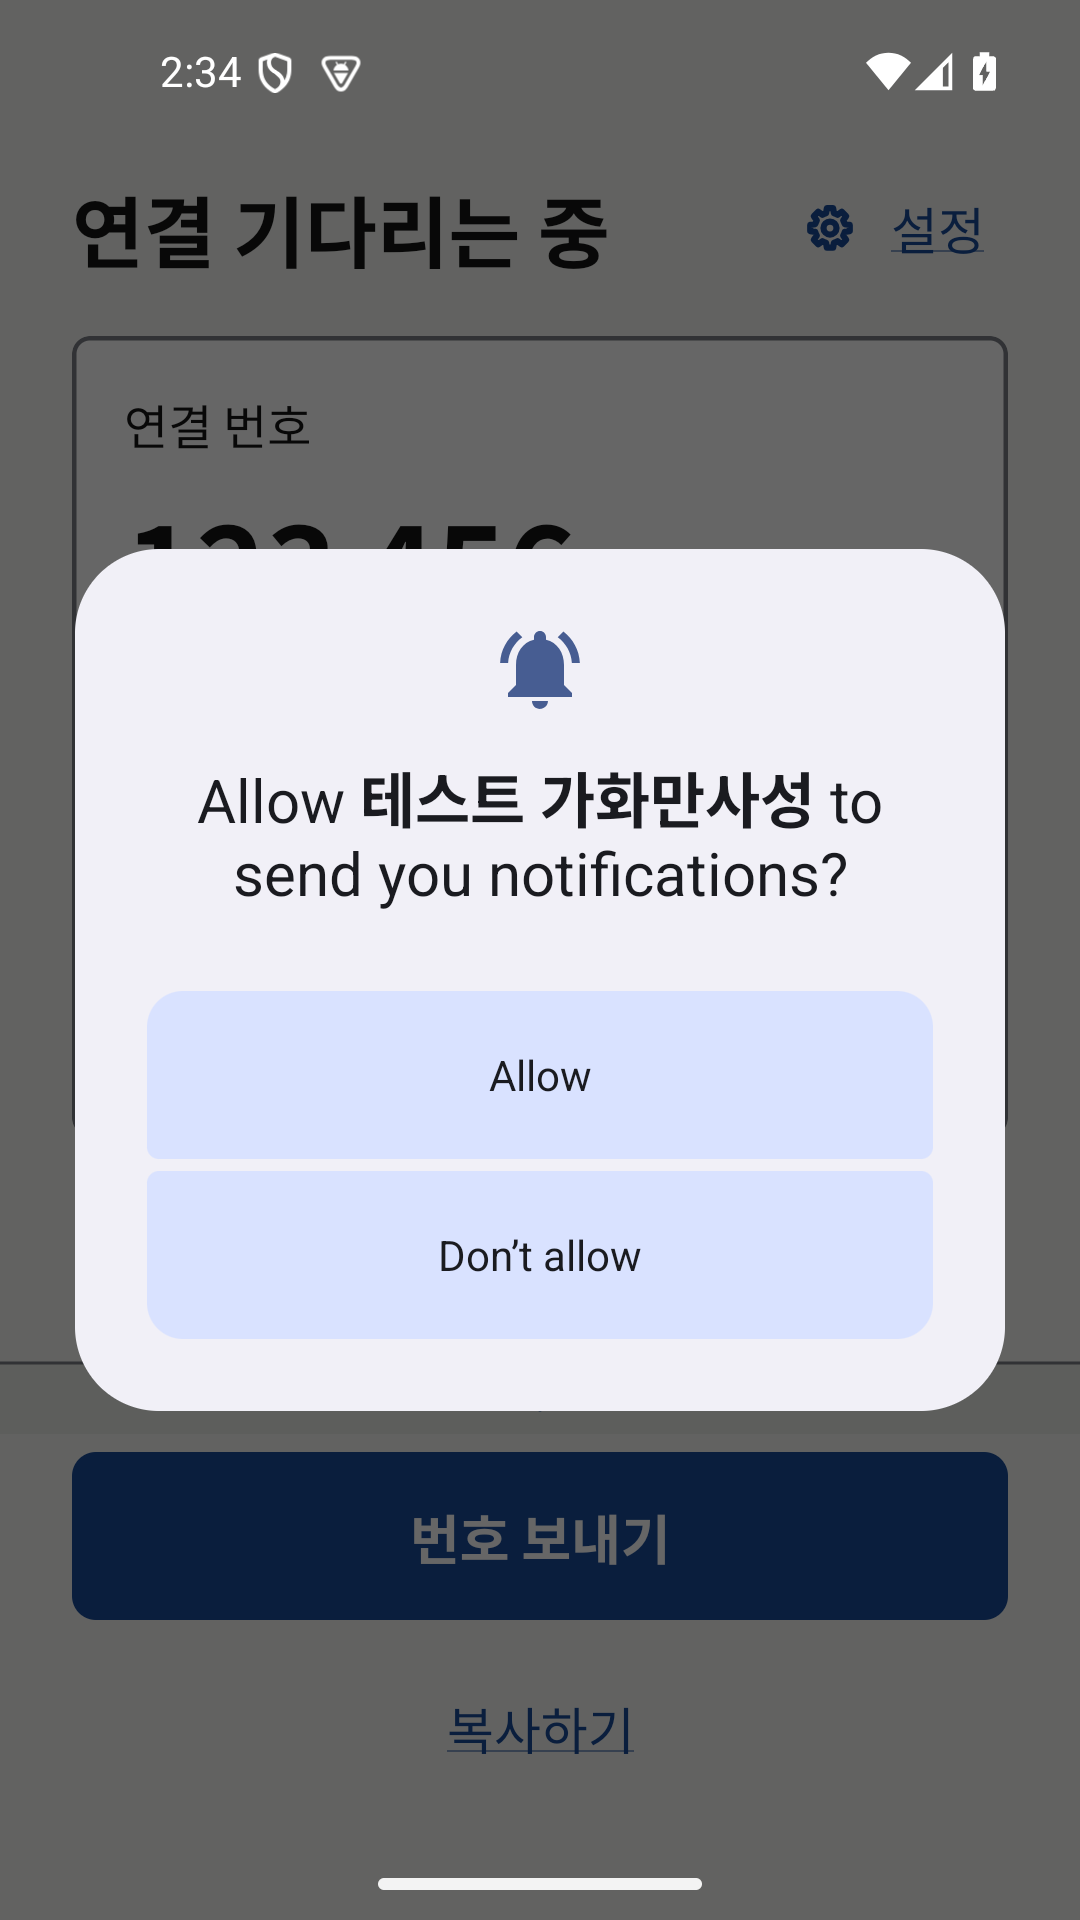 2:34
연결 기다리는 중
설정
연결 번호
123 456
Allow 테스트 가화만사성 to
send you notifications?
Allow
Don’t allow
번호 보내기
복사하기